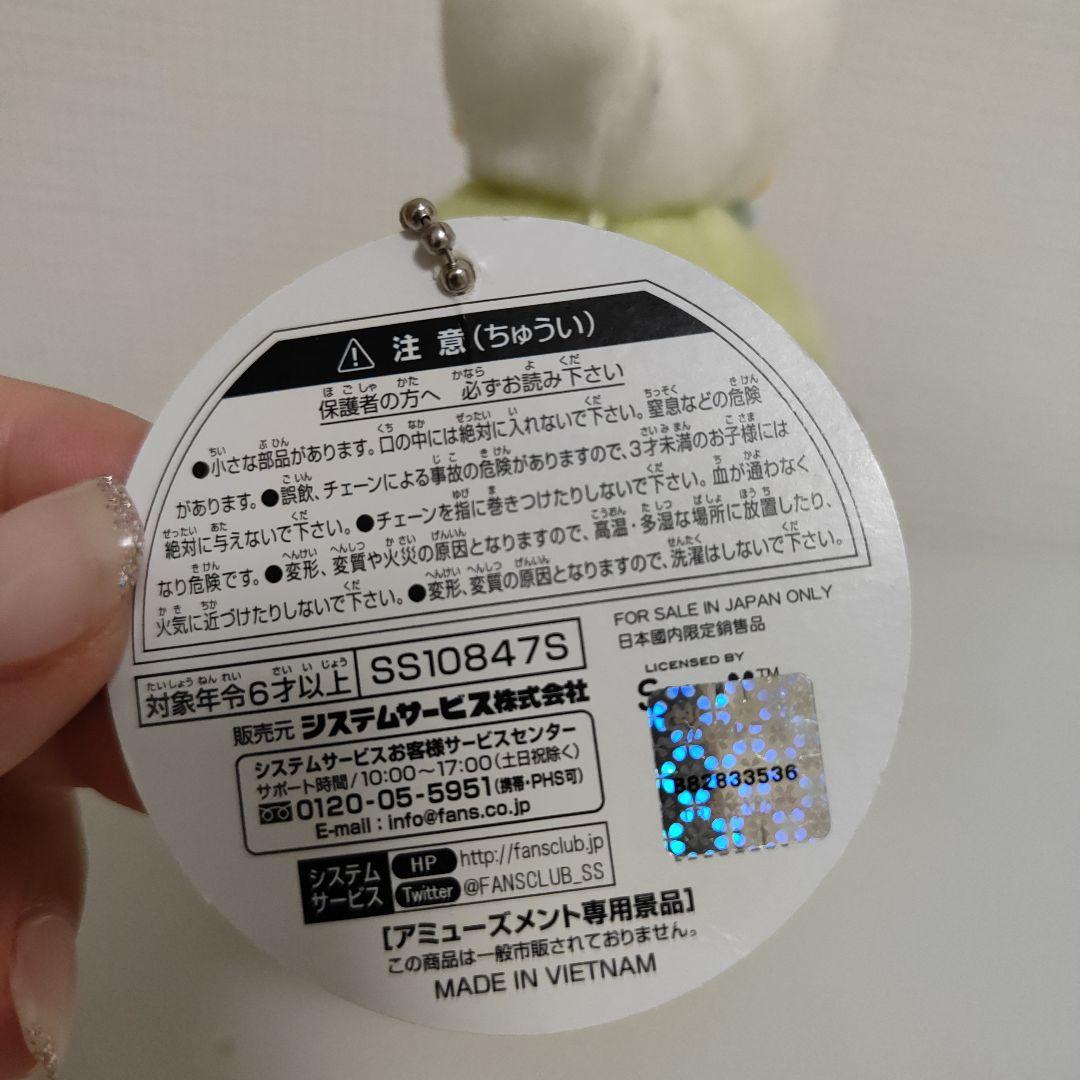 注意(ちゅうい)
保護者の方へ 必ずお読み下さい
●小さな部品があります。口の中には絶対に入れないで下さい。窒息などの危険
があります。●誤飲、チェーンによる事故の危険がありますので、3才未満のお子様には
絶対に与えないで下さい。●チェーンを指に巻きつけたりしないで下さい。血が通わなく
なり危険です。●変形、変質や火災の原因となりますので、高温・多湿な場所に放置したり、
火気に近づけたりしないで下さい。●変形、変質の原因となりますので、洗濯はしないで下さい。
FOR SALE IN JAPAN ONLY
日本國内限定銷售品
LICENSED BY
対象年令6才以上 SS10847S
販売元 システムサービス株式会社
システムサービスお客様サービスセンター
サポート時間/10:00〜17:00(土日祝除く)
0120-05-5951(携帯・PHS可)
E-mail : info@fans.co.jp
BB2833536
システムサービス
HP http://fansclub.jp
Twitter @FANSCLUB_SS
[アミューズメント専用景品]
この商品は一般市販されておりません。
MADE IN VIETNAM